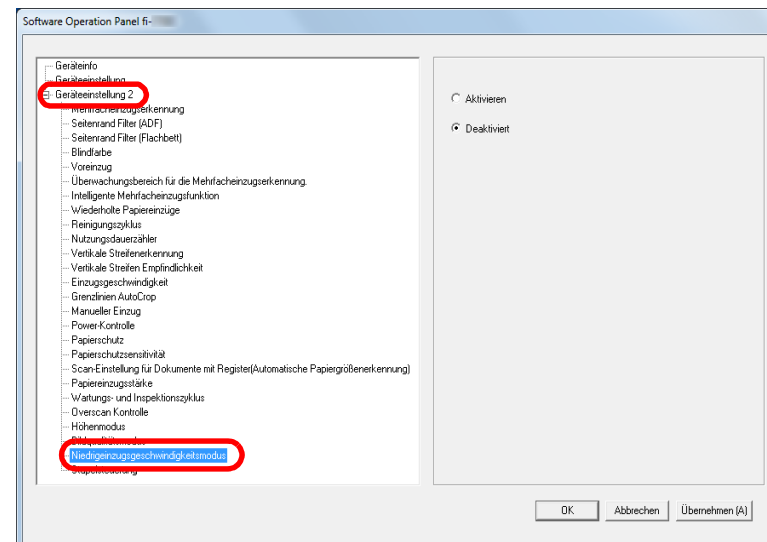 Software Operation Panel fi-
Geräteinfo
Geräteeinstellung
Geräteeinstellung 2
Mehrfacheinzugserkennung
Seitenrand Filter (ADF)
Seitenrand Filter (Flachbett)
Blindfarbe
Voreinzug
Überwachungsbereich für die Mehrfacheinzugserkennung.
Intelligente Mehrfacheinzugsfunktion
Wiederholte Papiereinzüge
Reinigungszyklus
Nutzungsdauerzähler
Vertikale Streifenerkennung
Vertikale Streifen Empfindlichkeit
Einzugsgeschwindigkeit
Grenzlinien AutoCrop
Manueller Einzug
Power-Kontrolle
Papierschutz
Papierschutzsensitivität
Scan-Einstellung für Dokumente mit Register(Automatische Papiergrößenerkennung)
Papiereinzugsstärke
Wartungs- und Inspektionszyklus
Overscan Kontrolle
Höhenmodus
Bildqualitätsmodus
Niedrigeinzugsgeschwindigkeitsmodus
Stapelsteuerung
Aktivieren
Deaktiviert
OK
Abbrechen
Übernehmen (A)